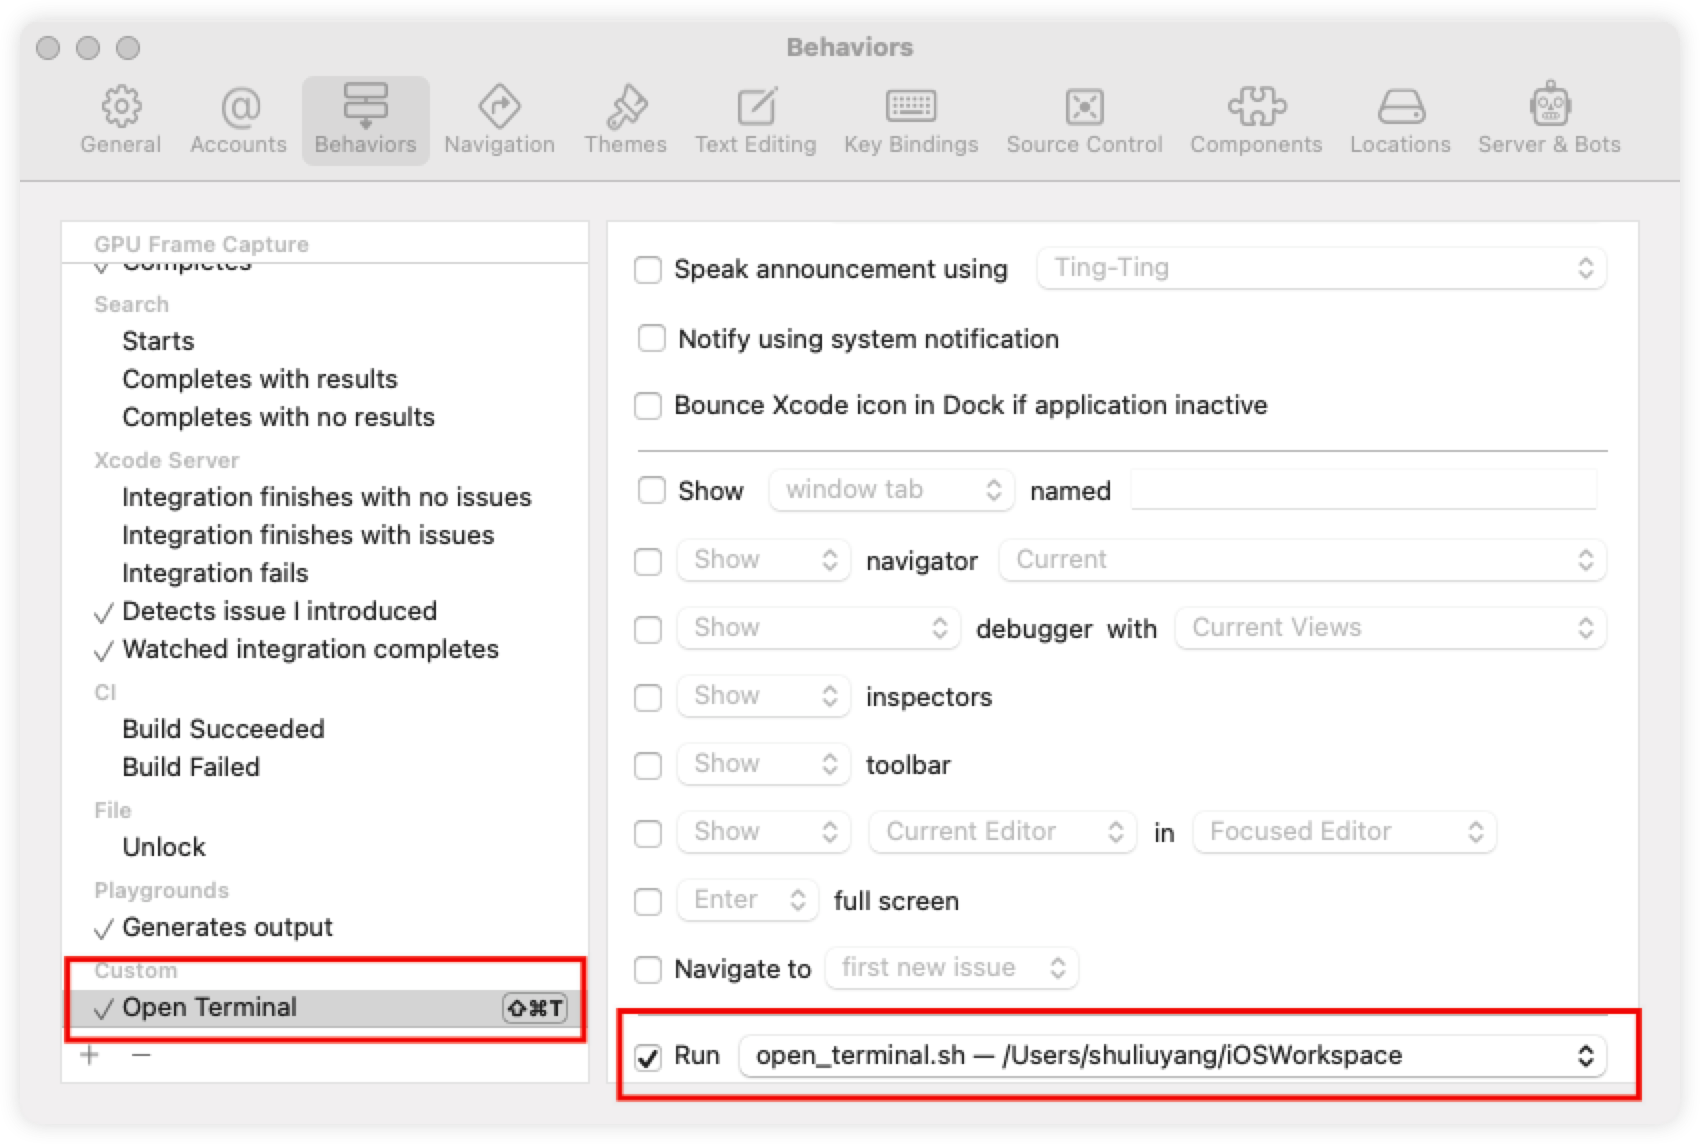 Behaviors
General Accounts Behaviors Navigation Themes Text Editing Key Bindings Source Control Components Locations Server & Bots
GPU Frame Capture
Completes
Search
Starts
Completes with results
Completes with no results
Xcode Server
Integration finishes with no issues
Integration finishes with issues
Integration fails
Detects issue I introduced
Watched integration completes
CI
Build Succeeded
Build Failed
File
Unlock
Playgrounds
Generates output
Custom
Open Terminal ⇧⌘T
Speak announcement using Ting-Ting
Notify using system notification
Bounce Xcode icon in Dock if application inactive
Show window tab named
Show navigator Current
Show debugger with Current Views
Show inspectors
Show toolbar
Show Current Editor in Focused Editor
Enter full screen
Navigate to first new issue
Run open_terminal.sh — /Users/shuliuyang/iOSWorkspace